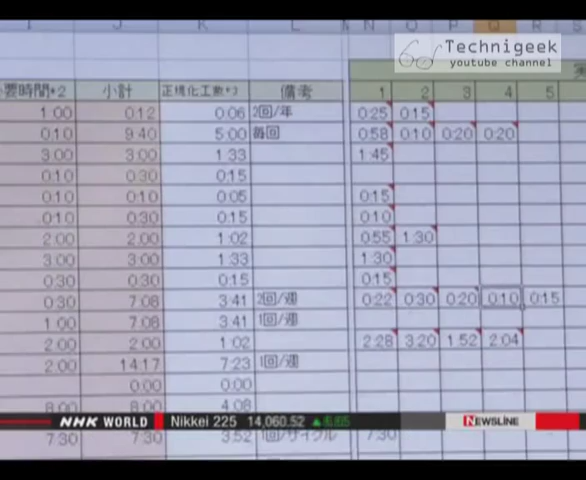 I J K L M N O P Q R
Technigeek
youtube channel
要時間*2 小計 正規化工数*3 備考 1 2 3 4 5
1:00 0:12 0:06 2回/年 0:25 0:15
0:10 9:40 5:00 毎回 0:58 0:10 0:20 0:20
3:00 3:00 1:33 1:45
0:10 0:30 0:15
0:10 0:10 0:05 0:15
0:10 0:30 0:15 0:10
2:00 2:00 1:02 0:55 1:30
3:00 3:00 1:33 1:30
0:30 0:30 0:15 0:15
0:30 7:08 3:41 2回/週 0:22 0:30 0:20 0:10 0:15
1:00 7:08 3:41 1回/週
2:00 2:00 1:02 2:28 3:20 1:52 2:04
2:00 14:17 7:23 1回/週
0:00 0:00
8:00 8:00 4:08
NHK WORLD Nikkei 225 14,060.52 NEWSLINE
7:30 7:30 3:52 1回/サイクル 7:30